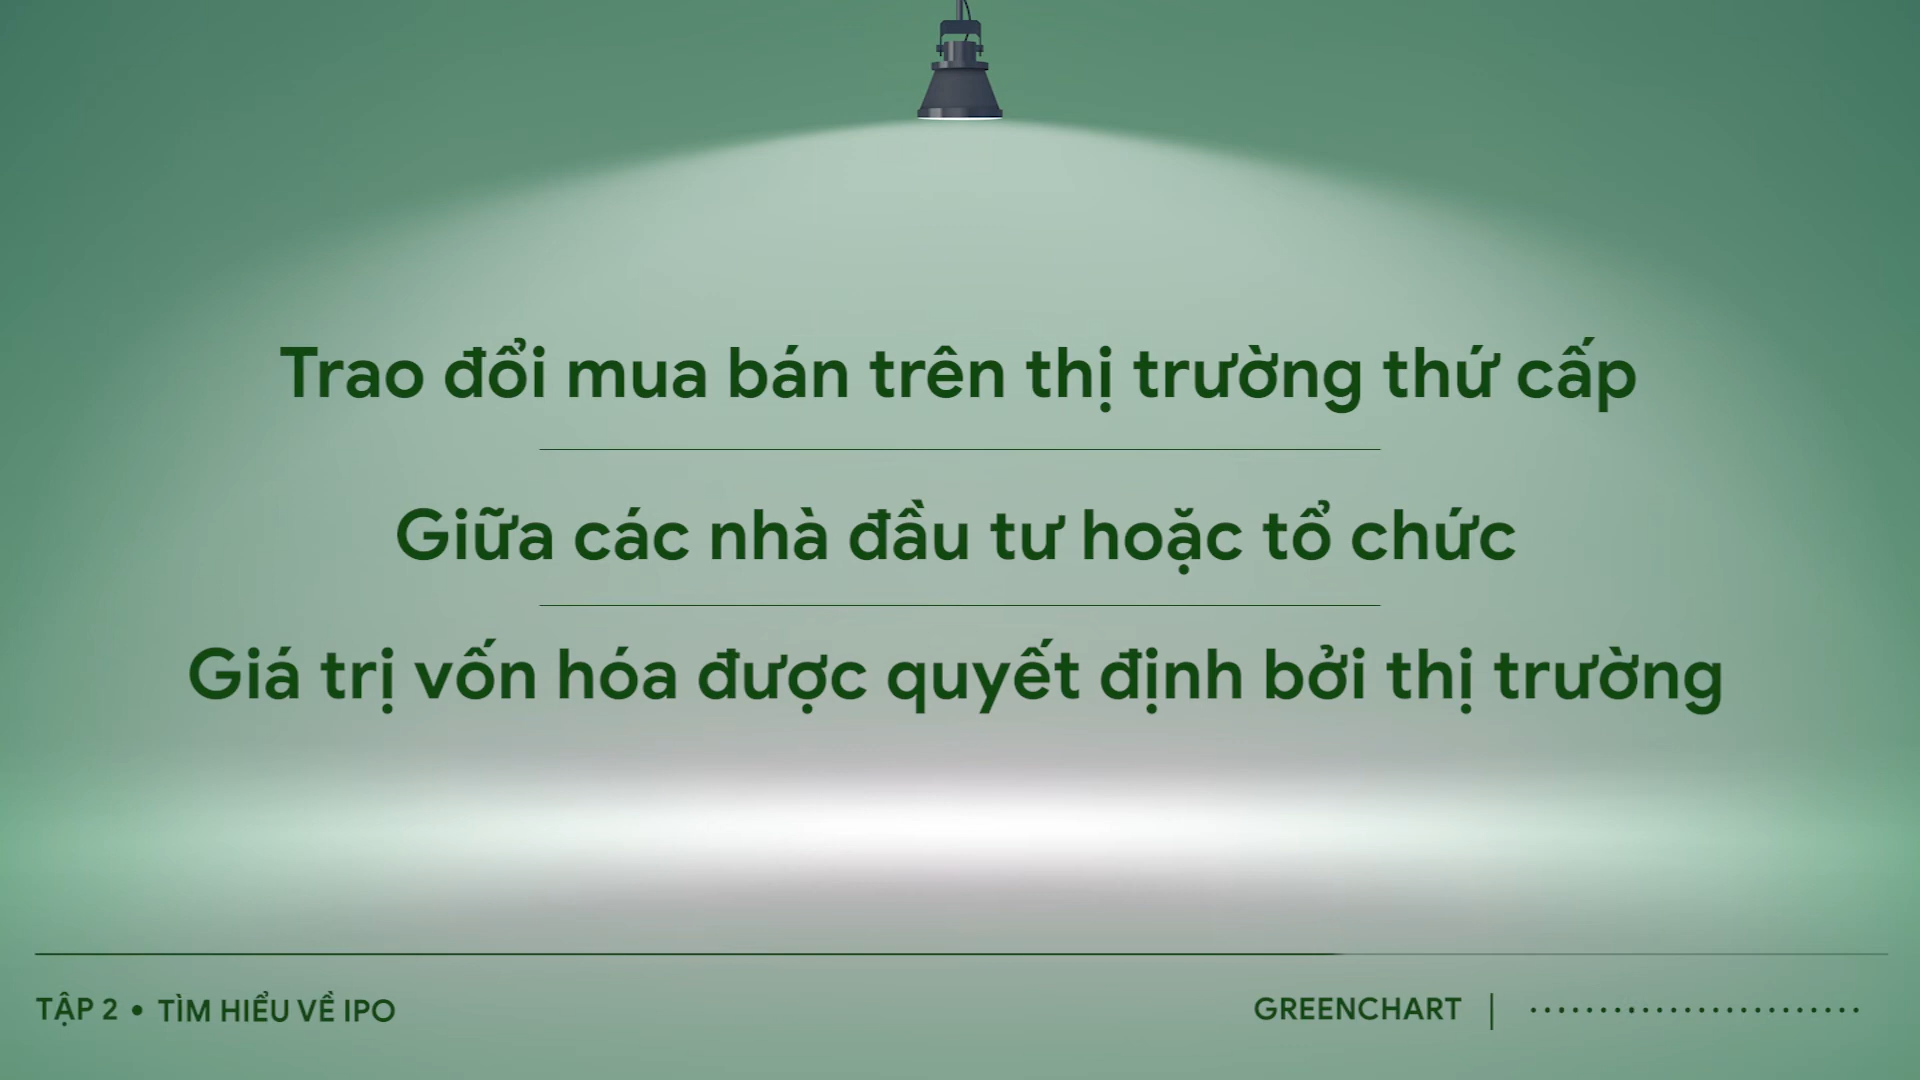 Trao đổi mua bán trên thị trường thứ cấp
Giữa các nhà đầu tư hoặc tổ chức
Giá trị vốn hóa được quyết định bởi thị trường
TẬP 2 • TÌM HIỂU VỀ IPO
GREENCHART